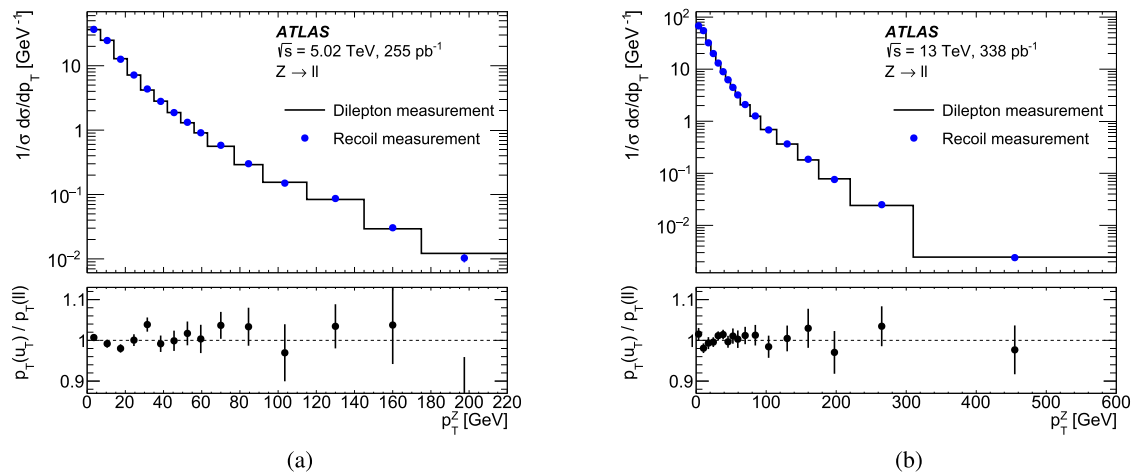 1/σ dσ/dp_T [GeV⁻¹]
10
1
10⁻¹
10⁻²
ATLAS
√s = 5.02 TeV, 255 pb⁻¹
Z → ll
Dilepton measurement
Recoil measurement
p_T(u_T) / p_T(ll)
1.1
1
0.9
0 20 40 60 80 100 120 140 160 180 200 220
p_T^Z [GeV]
(a)
1/σ dσ/dp_T [GeV⁻¹]
10²
10
1
10⁻¹
10⁻²
ATLAS
√s = 13 TeV, 338 pb⁻¹
Z → ll
Dilepton measurement
Recoil measurement
p_T(u_T) / p_T(ll)
1.1
1
0.9
0 100 200 300 400 500 600
p_T^Z [GeV]
(b)